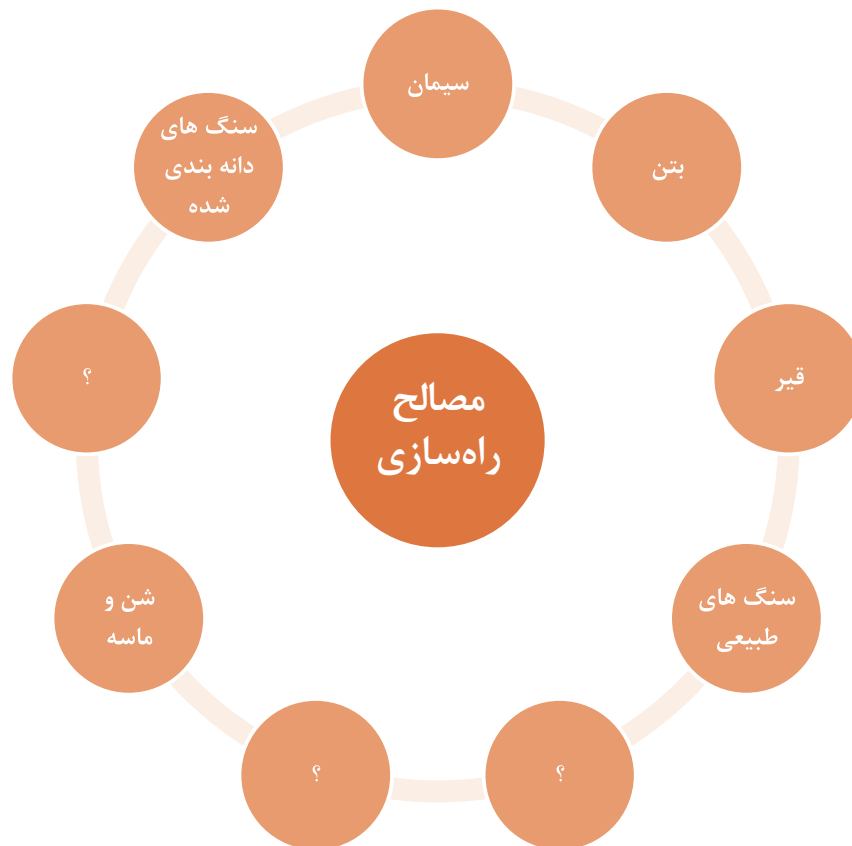 سیمان
بتن
قیر
سنگ های
طبیعی
؟
؟
شن و
ماسه
؟
سنگ های
دانه بندی
شده
مصالح
راه‌سازی